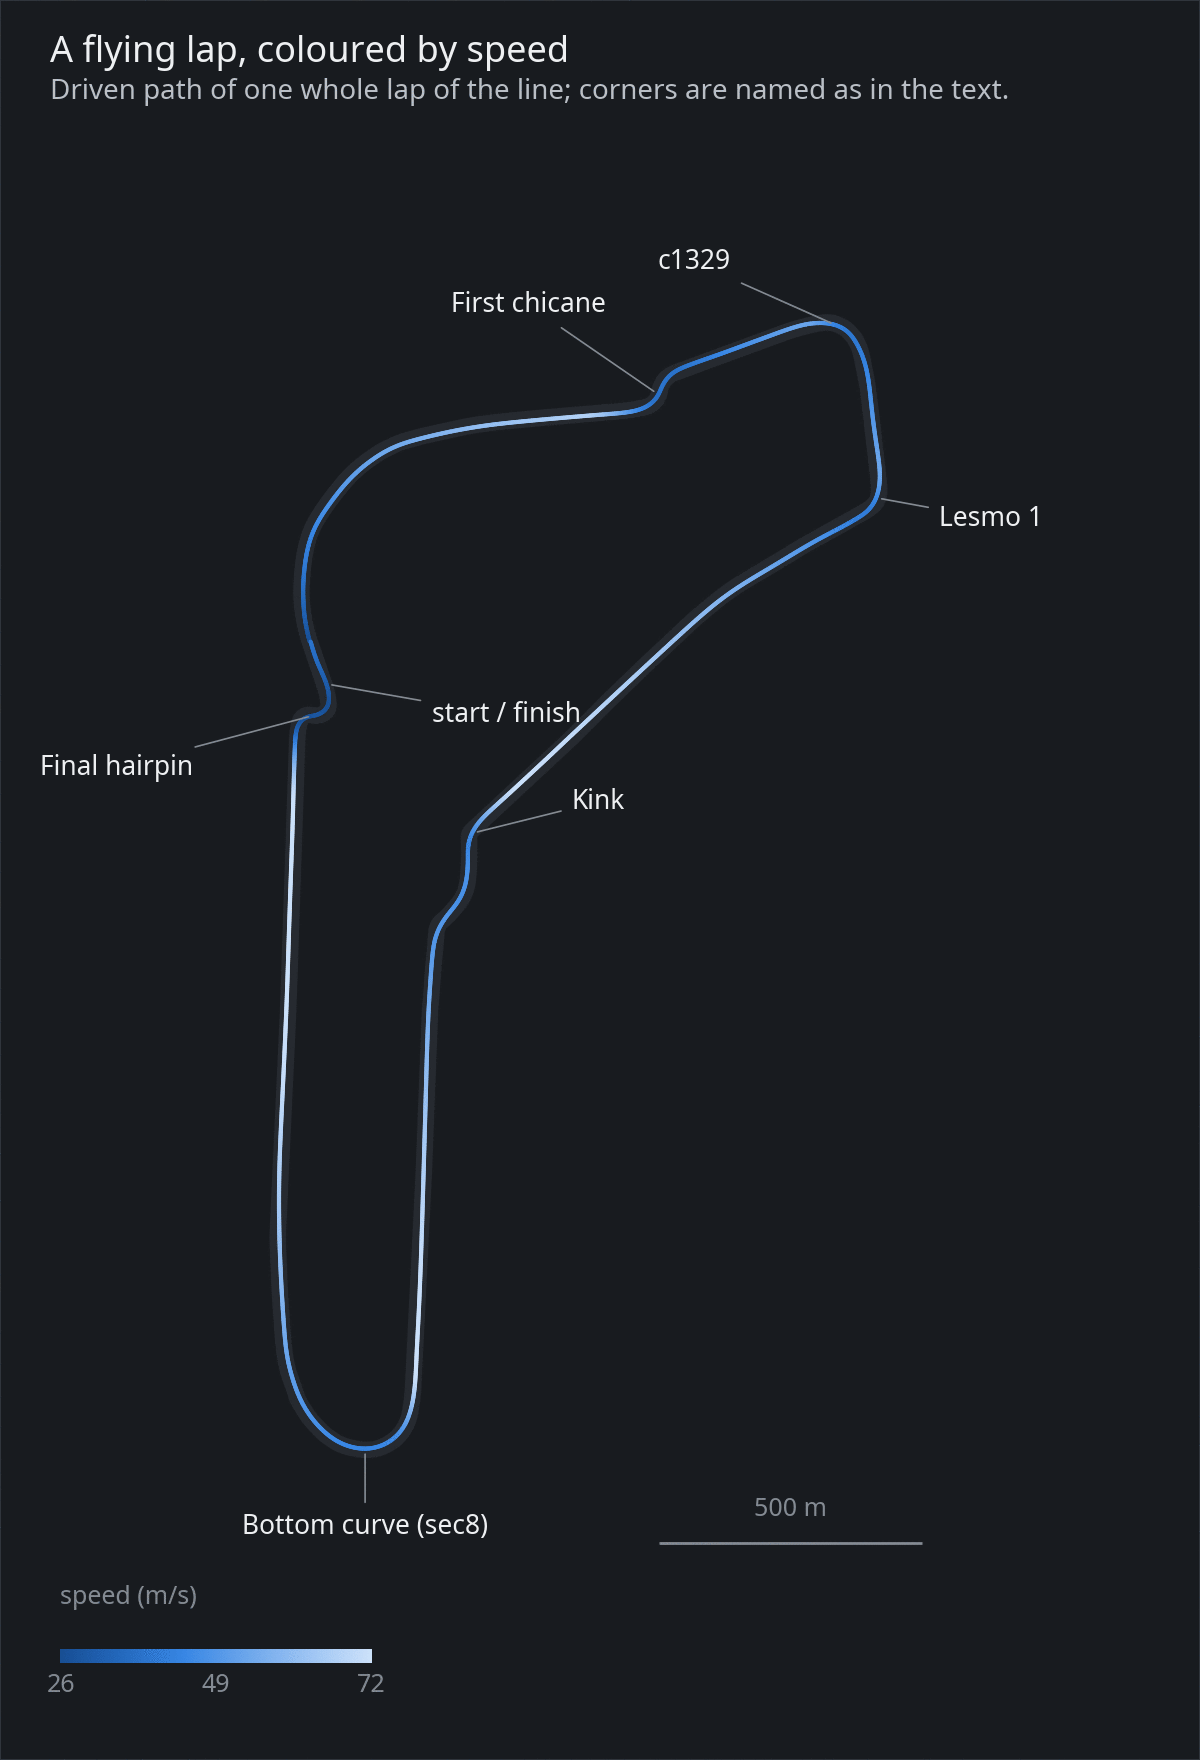 A flying lap, coloured by speed
Driven path of one whole lap of the line; corners are named as in the text.
c1329
First chicane
Lesmo 1
start / finish
Final hairpin
Kink
Bottom curve (sec8)
500 m
speed (m/s)
26 49 72